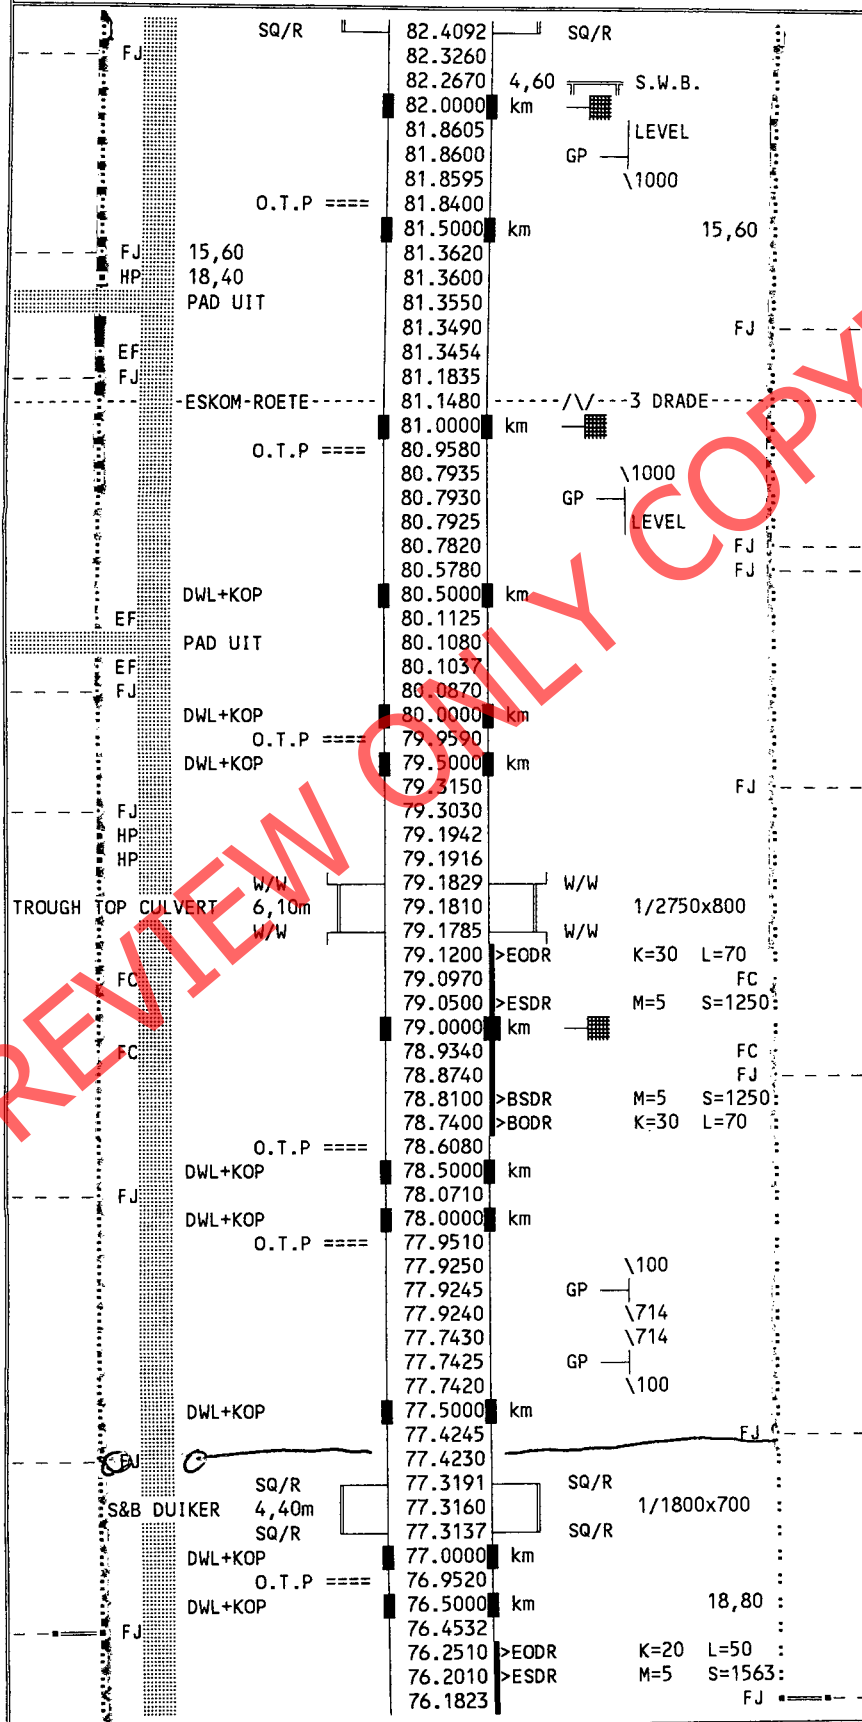 SQ/R 82.4092 SQ/R
FJ 82.3260
82.2670 4,60 S.W.B.
82.0000 km
81.8605 LEVEL
81.8600 GP
81.8595 \1000
O.T.P ==== 81.8400
81.5000 km 15,60
FJ 15,60 81.3620
HP 18,40 81.3600
PAD UIT 81.3550
81.3490 FJ
EF 81.3454
FJ 81.1835
ESKOM-ROETE 81.1480 /\/ 3 DRADE
81.0000 km
O.T.P ==== 80.9580
80.7935 \1000
80.7930 GP
80.7925 LEVEL
80.7820 FJ
80.5780 FJ
DWL+KOP 80.5000 km
EF 80.1125
PAD UIT 80.1080
EF 80.1037
FJ 80.0870
DWL+KOP 80.0000 km
O.T.P ==== 79.9590
DWL+KOP 79.5000 km
79.3150 FJ
FJ 79.3030
HP 79.1942
HP 79.1916
W/W 79.1829 W/W
TROUGH TOP CULVERT 6,10m 79.1810 1/2750x800
W/W 79.1785 W/W
79.1200 >EODR K=30 L=70
FC 79.0970 FC
79.0500 >ESDR M=5 S=1250
79.0000 km
FC 78.9340 FC
78.8740 FJ
78.8100 >BSDR M=5 S=1250
78.7400 >BODR K=30 L=70
O.T.P ==== 78.6080
DWL+KOP 78.5000 km
FJ 78.0710
DWL+KOP 78.0000 km
O.T.P ==== 77.9510
77.9250 \100
77.9245 GP
77.9240 \714
77.7430 \714
77.7425 GP
77.7420 \100
DWL+KOP 77.5000 km
77.4245 FJ
FJ 77.4230
SQ/R 77.3191 SQ/R
S&B DUIKER 4,40m 77.3160 1/1800x700
SQ/R 77.3137 SQ/R
DWL+KOP 77.0000 km
O.T.P ==== 76.9520
DWL+KOP 76.5000 km 18,80
FJ 76.4532
76.2510 >EODR K=20 L=50
76.2010 >ESDR M=5 S=1563
76.1823 FJ
PREVIEW ONLY COPY